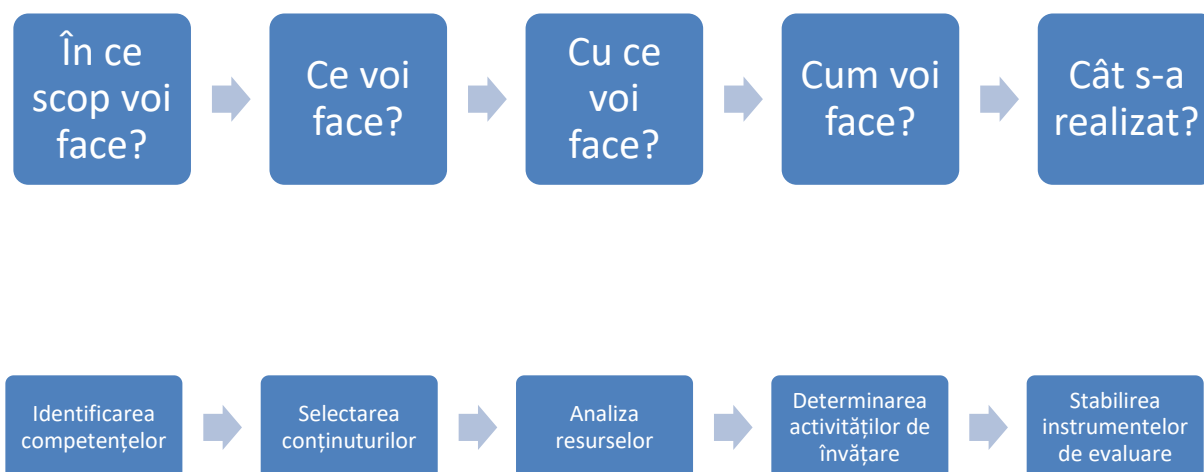 În ce
scop voi
face?
Ce voi
face?
Cu ce
voi
face?
Cum voi
face?
Cât s-a
realizat?
Identificarea
competențelor
Selectarea
conținuturilor
Analiza
resurselor
Determinarea
activităților de
învățare
Stabilirea
instrumentelor
de evaluare